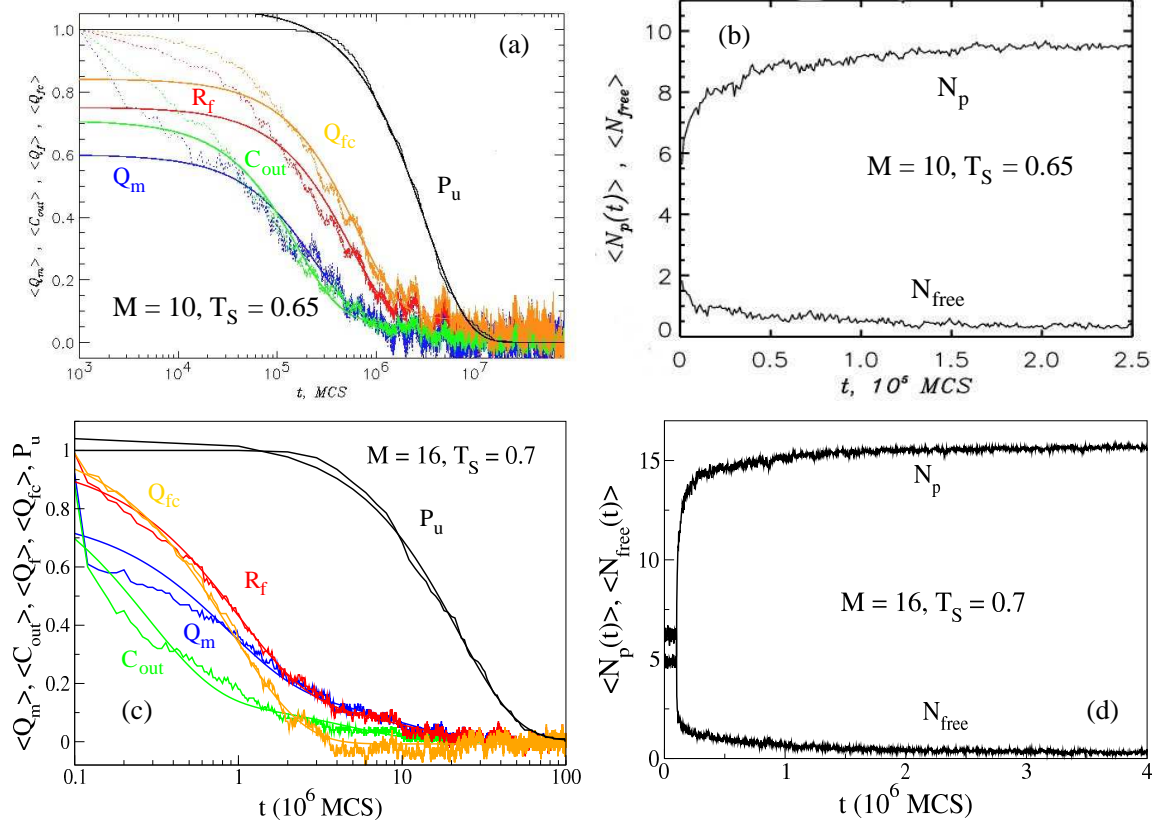 (a)
<Q_m> , <C_out> , <Q_f> , <Q_fc>
1.0
0.8
0.6
0.4
0.2
0.0
R_f
Q_fc
C_out
Q_m
P_u
M = 10, T_S = 0.65
10^3
10^4
10^5
10^6
10^7
t, MCS
(b)
<N_p(t)> , <N_free>
10
8
6
4
2
0
N_p
M = 10, T_S = 0.65
N_free
0
0.5
1.0
1.5
2.0
2.5
t, 10^5 MCS
<Q_m>, <C_out>, <Q_f>, <Q_fc>, P_u
1
0.8
0.6
0.4
0.2
0
M = 16, T_S = 0.7
Q_fc
P_u
R_f
Q_m
C_out
(c)
0.1
1
10
100
t (10^6 MCS)
<N_p(t)>, <N_free(t)>
15
10
5
0
N_p
M = 16, T_S = 0.7
N_free
(d)
0
1
2
3
4
t (10^6 MCS)